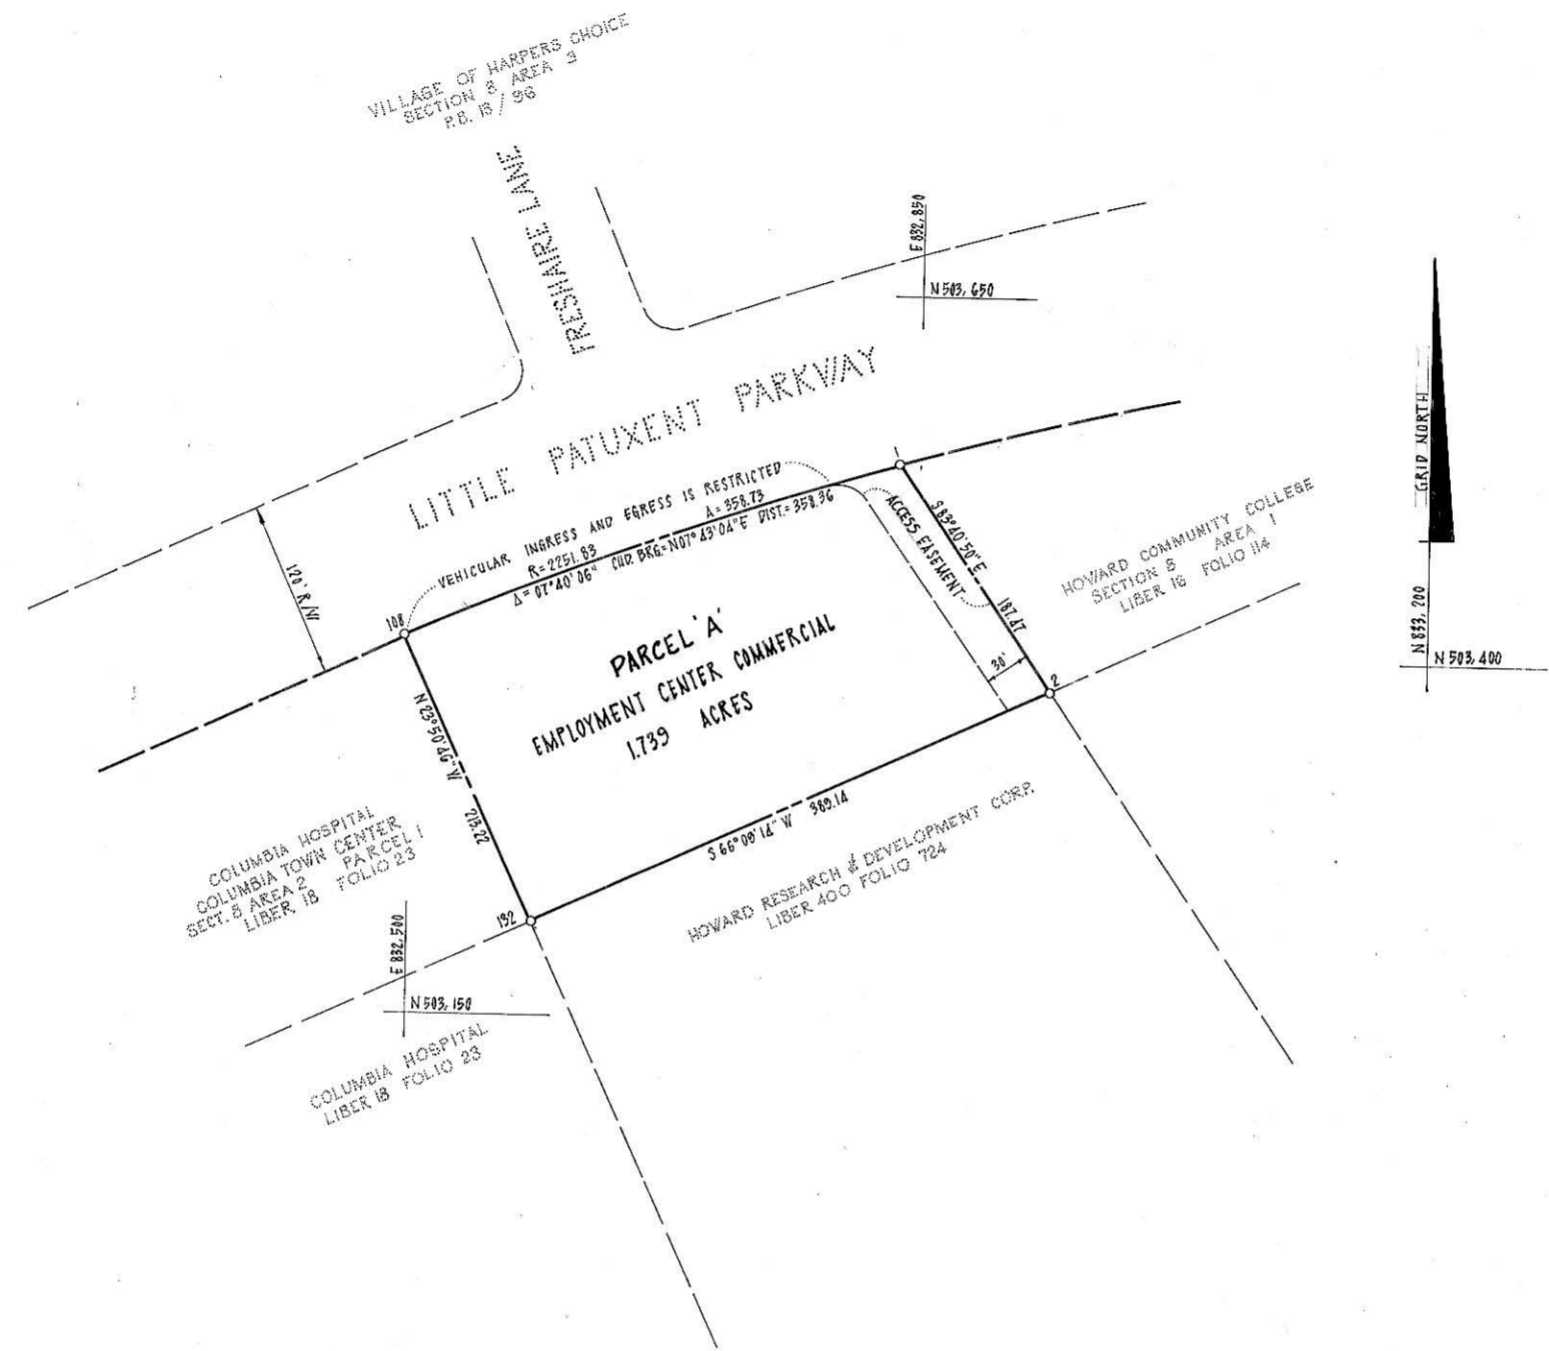 VILLAGE OF HARPERS CHOICE
SECTION 8 AREA 3
P.B. 18/96
FRESHAIRE LANE
E 832,850
N 503,650
LITTLE PATUXENT PARKWAY
GRID NORTH
N 833,200
N 503,400
VEHICULAR INGRESS AND EGRESS IS RESTRICTED
R=2251.83 A=358.73
Δ=07°40'06" CHD. BRG.=N07°43'04"E DIST.=358.36
1
ACCESS EASEMENT
S83°40'50"E 187.47
30'
2
HOWARD COMMUNITY COLLEGE
SECTION 8 AREA 1
LIBER 16 FOLIO 114
120' R/W
108
PARCEL 'A'
EMPLOYMENT CENTER COMMERCIAL
1.739 ACRES
N 23°50'46" W 213.22
S 66°09'14" W 389.14
HOWARD RESEARCH & DEVELOPMENT CORP.
LIBER 400 FOLIO 724
COLUMBIA HOSPITAL
COLUMBIA TOWN CENTER
SECT. 8 AREA 2 PARCEL 1
LIBER 18 FOLIO 23
132
E 832,500
N 503,150
COLUMBIA HOSPITAL
LIBER 18 FOLIO 23